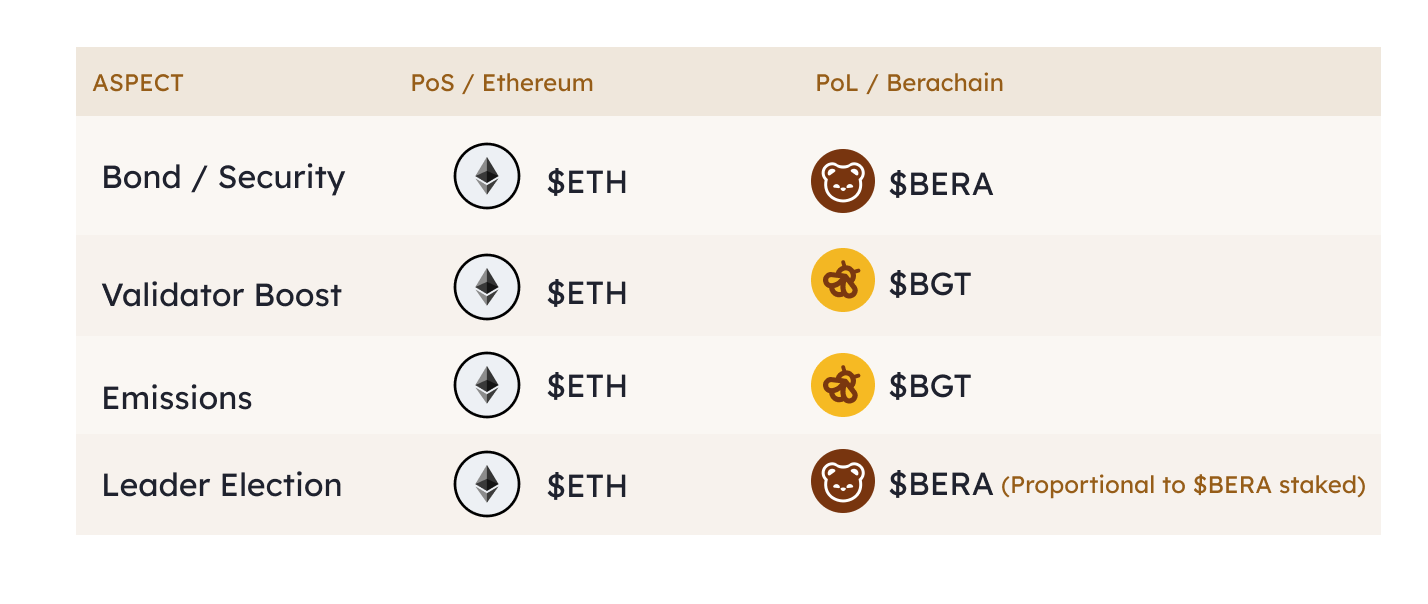 ASPECT PoS / Ethereum PoL / Berachain
Bond / Security $ETH $BERA
Validator Boost $ETH $BGT
Emissions $ETH $BGT
Leader Election $ETH $BERA (Proportional to $BERA staked)